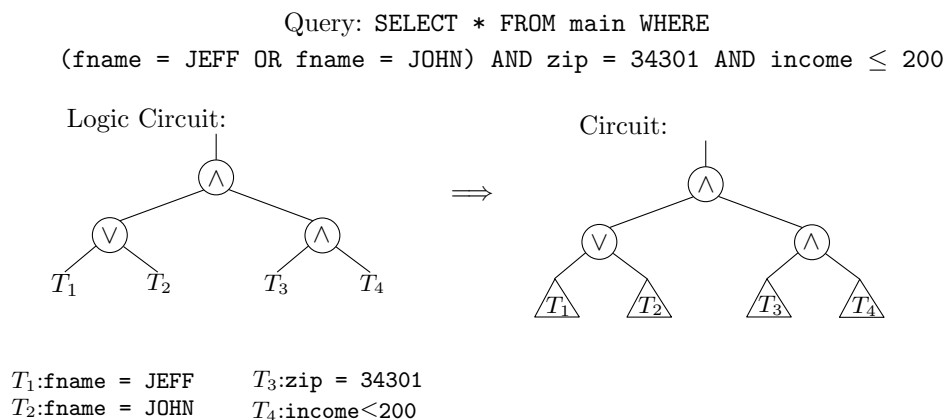 Query: SELECT * FROM main WHERE
(fname = JEFF OR fname = JOHN) AND zip = 34301 AND income ≤ 200
Logic Circuit:
Circuit:
∧
⟹
∧
∨
∧
∨
∧
T1
T2
T3
T4
T1
T2
T3
T4
T1:fname = JEFF
T3:zip = 34301
T2:fname = JOHN
T4:income<200